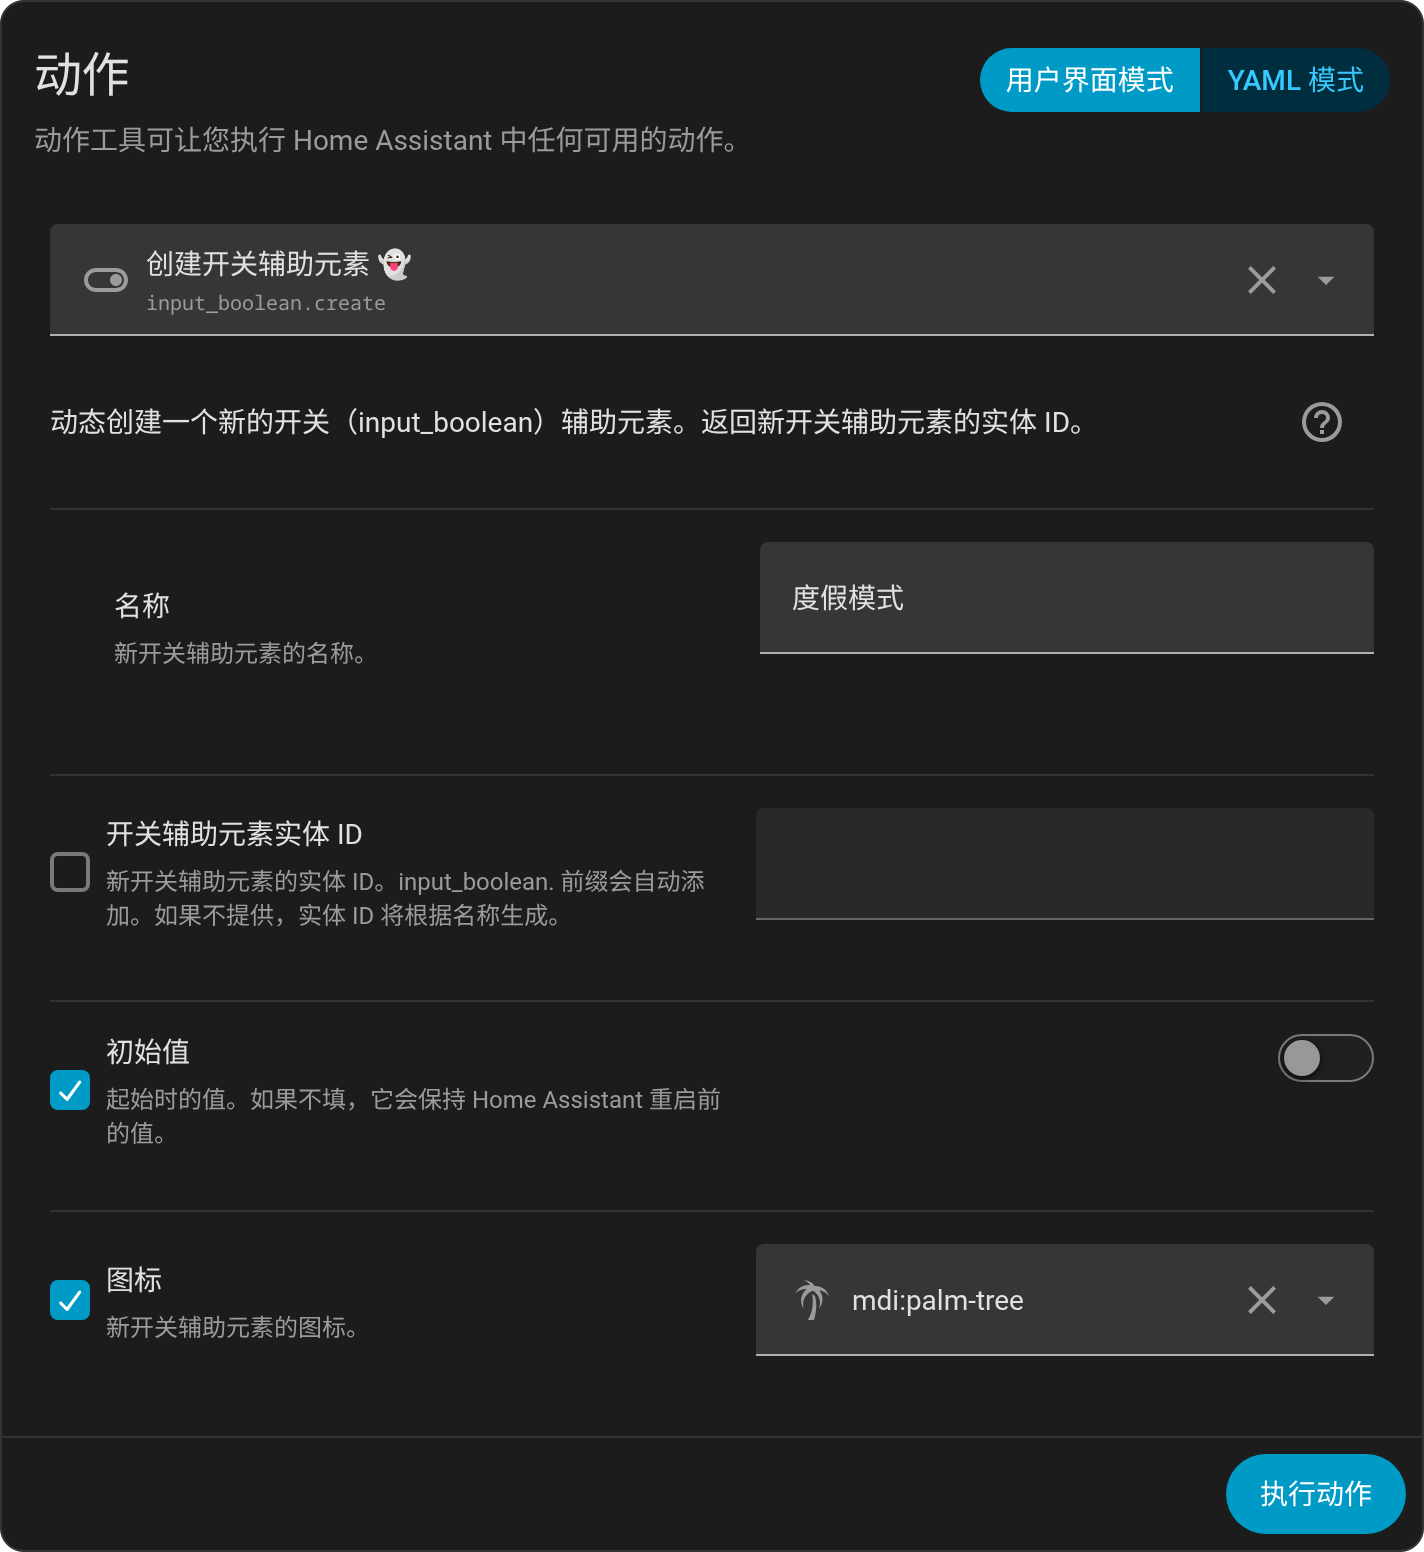 动作
用户界面模式
YAML 模式
动作工具可让您执行 Home Assistant 中任何可用的动作。
创建开关辅助元素 👻
input_boolean.create
动态创建一个新的开关（input_boolean）辅助元素。返回新开关辅助元素的实体 ID。
名称
新开关辅助元素的名称。
度假模式
开关辅助元素实体 ID
新开关辅助元素的实体 ID。input_boolean. 前缀会自动添
加。如果不提供，实体 ID 将根据名称生成。
初始值
起始时的值。如果不填，它会保持 Home Assistant 重启前
的值。
图标
新开关辅助元素的图标。
mdi:palm-tree
执行动作